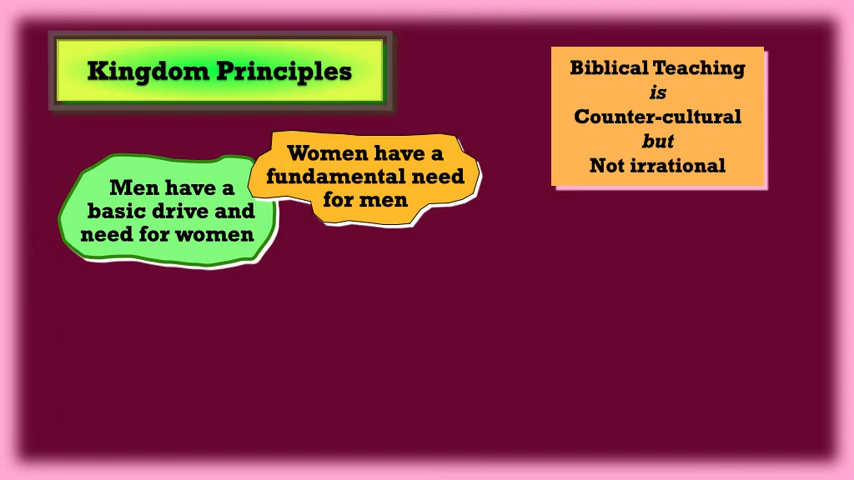 Kingdom Principles
Biblical Teaching
is
Counter-cultural
but
Not irrational
Men have a
basic drive and
need for women
Women have a
fundamental need
for men